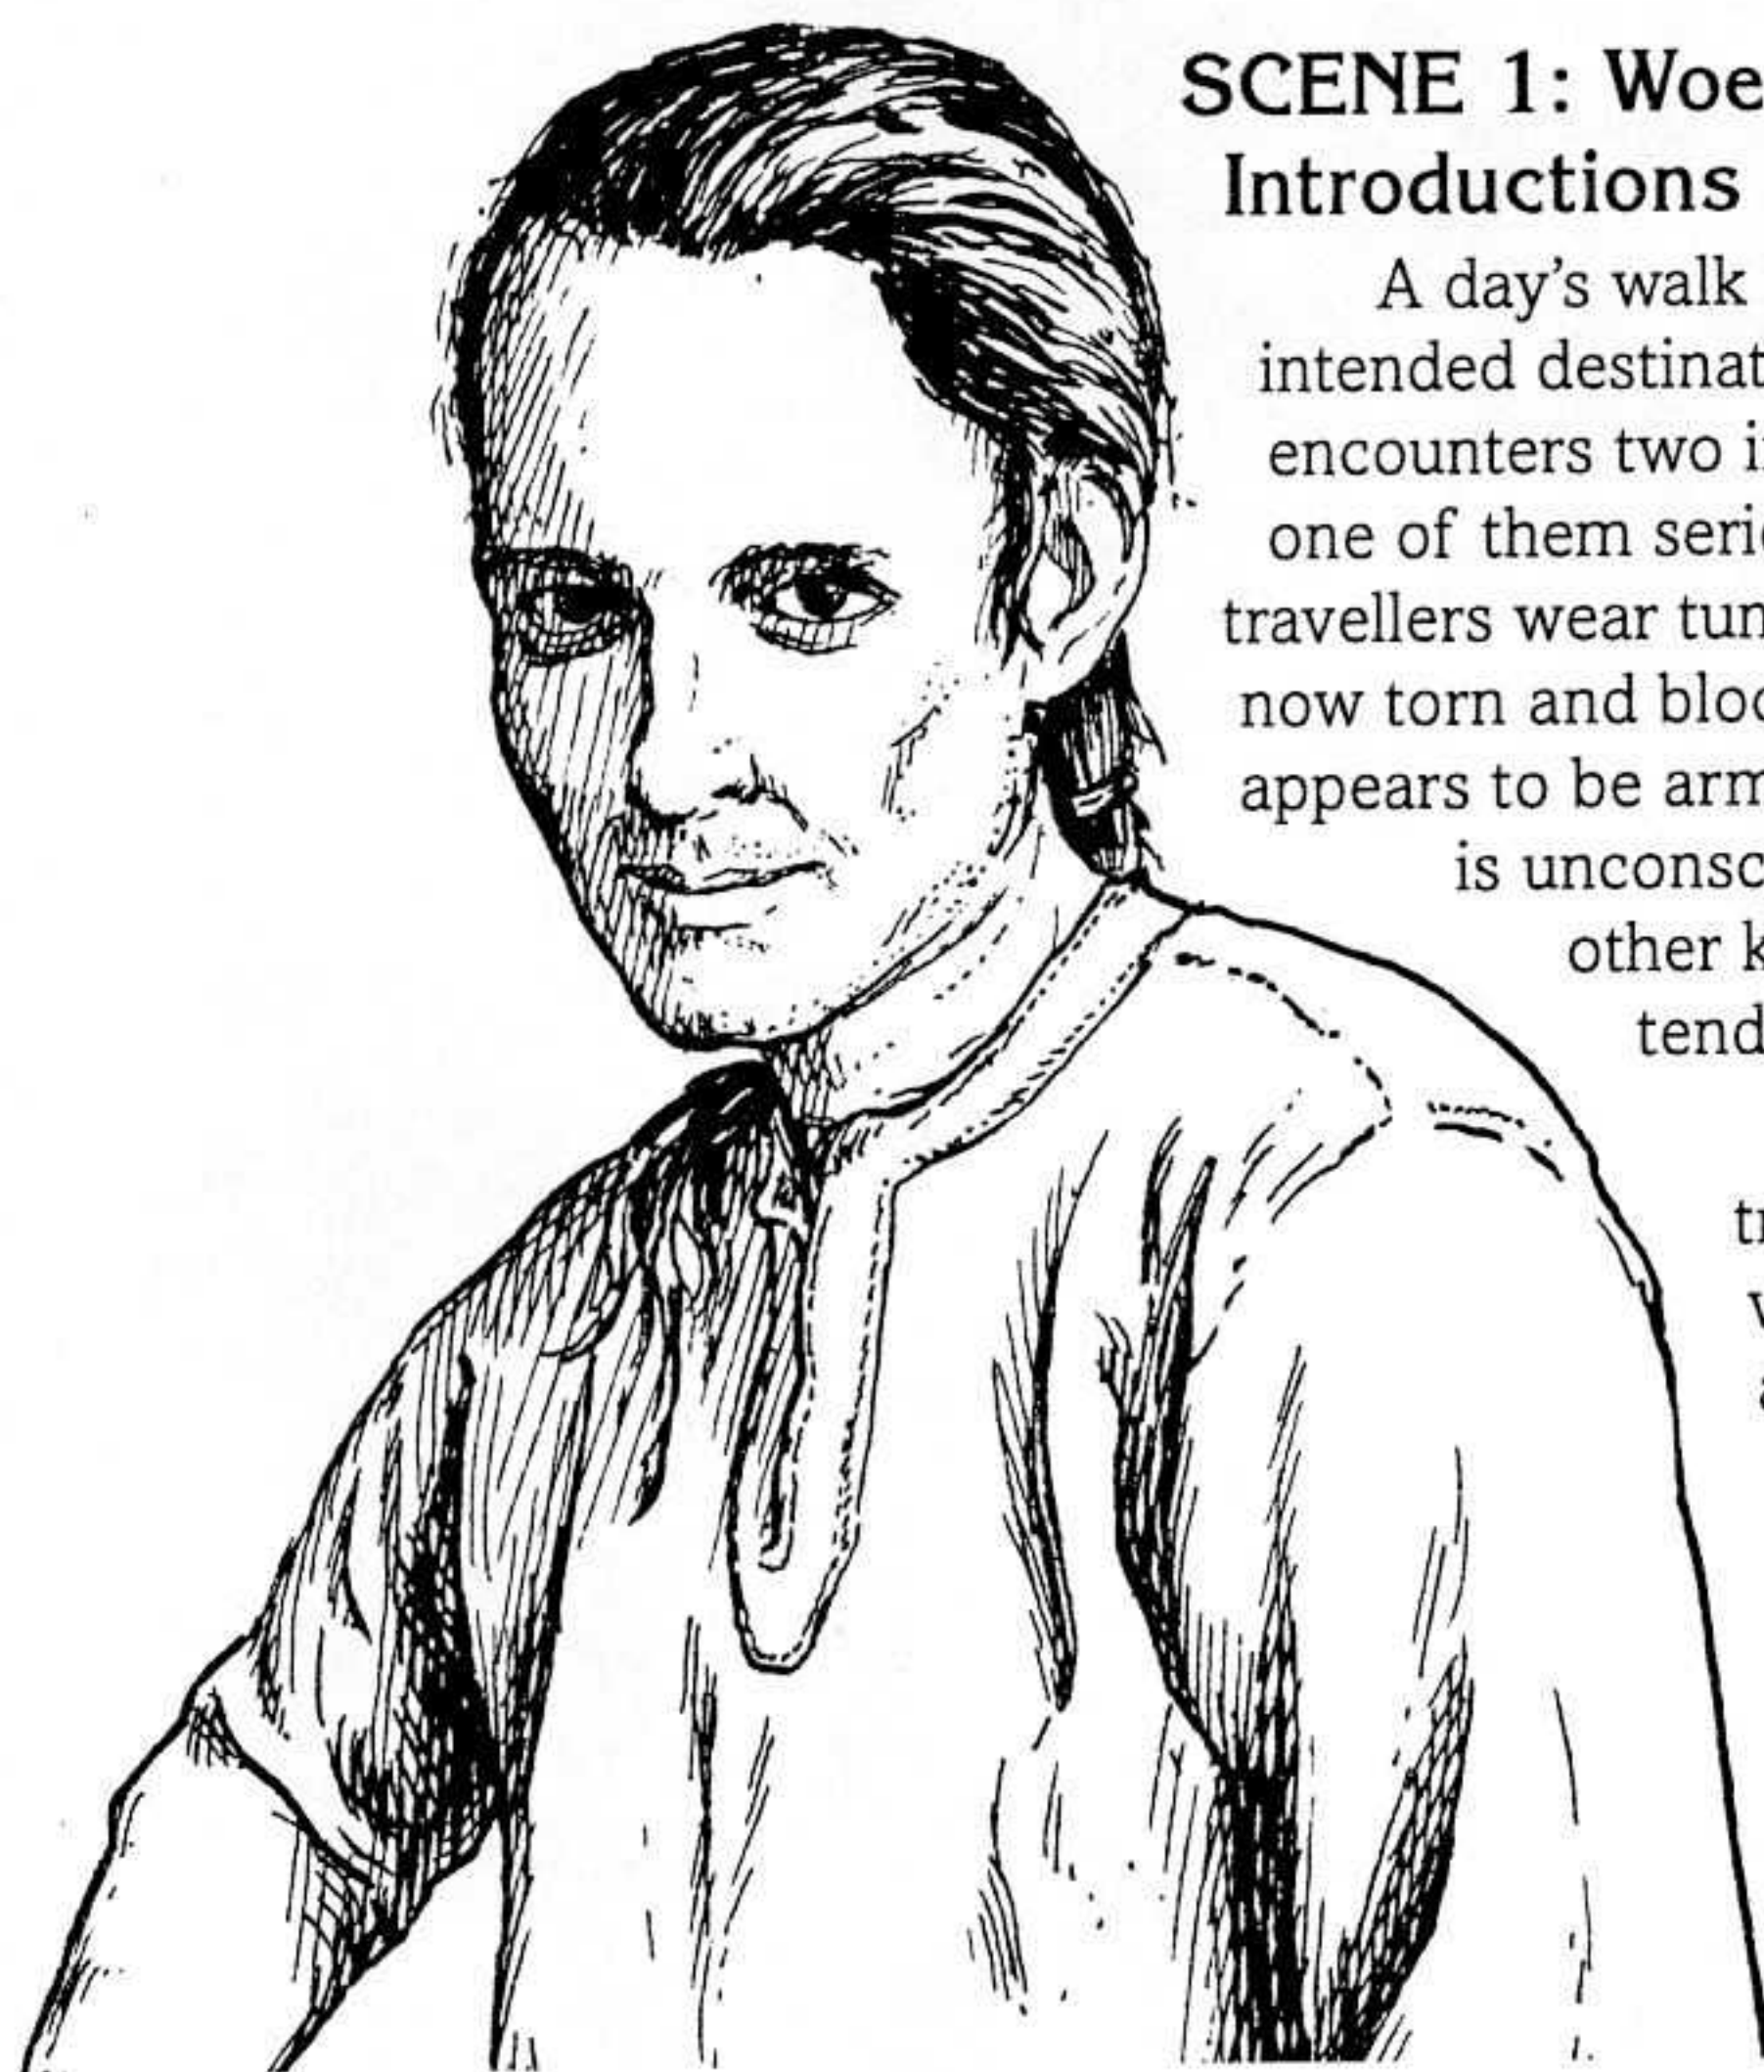 SCENE 1: Woe
Introductions
A day's walk
intended destinat
encounters two i
one of them seri
travellers wear tun
now torn and blo
appears to be arm
is unconsc
other k
tend